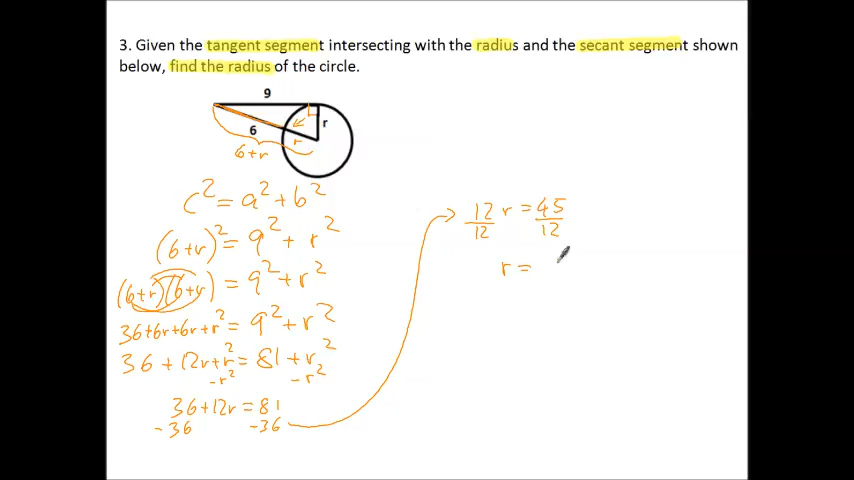 3. Given the tangent segment intersecting with the radius and the secant segment shown
below, find the radius of the circle.
9
r
6
r
6+r
c² = a² + b²
(6+r)² = 9² + r²
(6+r)(6+r) = 9² + r²
36+6r+6r+r² = 9² + r²
36 + 12r + r² = 81 + r²
-r² -r²
36 + 12r = 81
-36 -36
12r = 45
12 12
r =